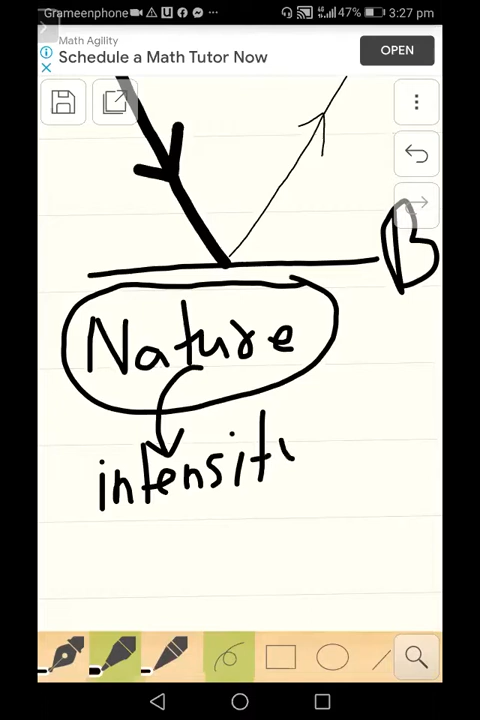 Grameenphone ... 47% 3:27 pm
Math Agility
Schedule a Math Tutor Now
OPEN
B
Nature
intensit